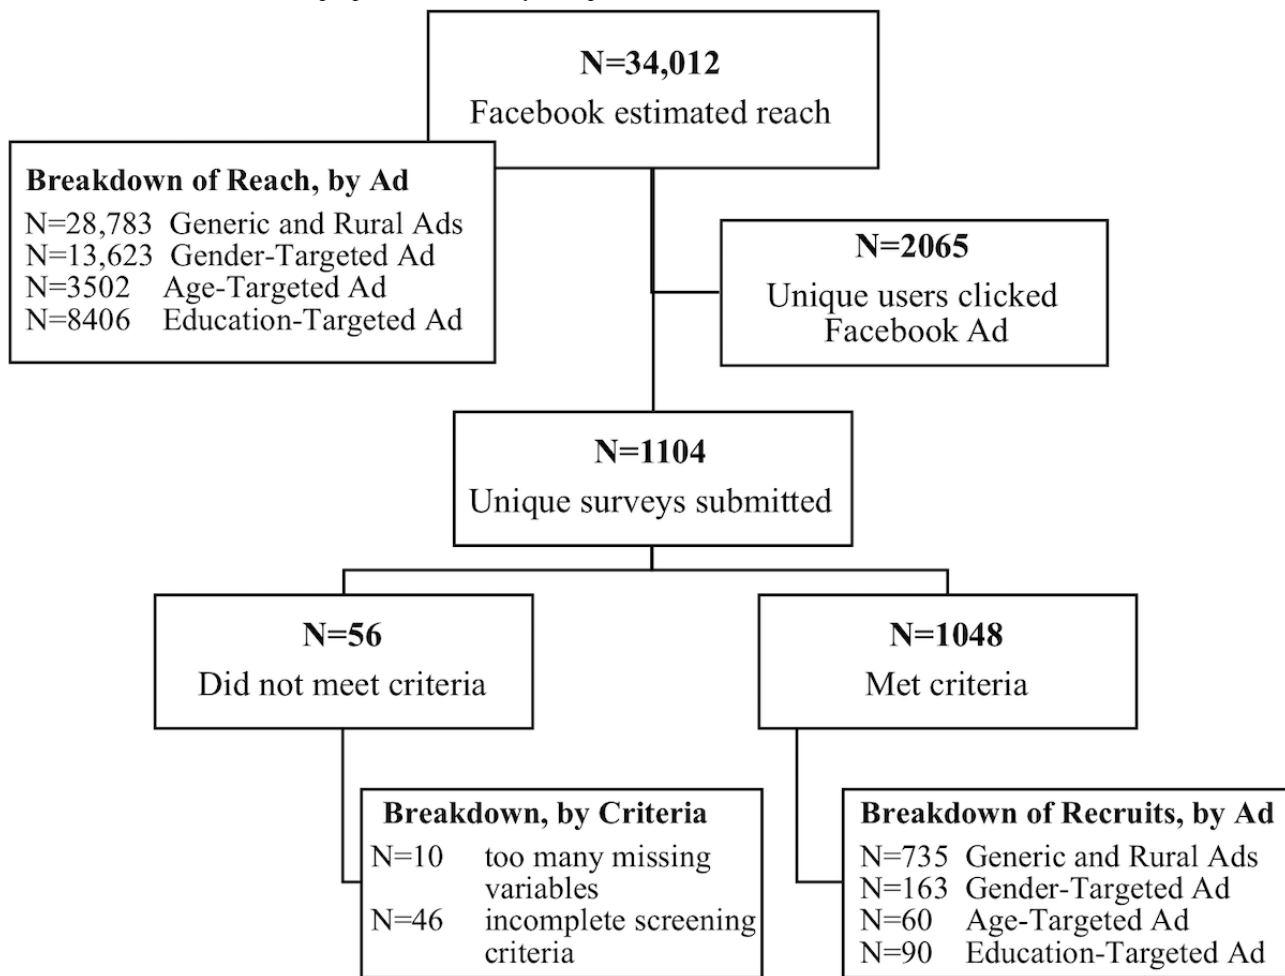 N=34,012
Facebook estimated reach
Breakdown of Reach, by Ad
N=28,783 Generic and Rural Ads
N=13,623 Gender-Targeted Ad
N=3502 Age-Targeted Ad
N=8406 Education-Targeted Ad
N=2065
Unique users clicked
Facebook Ad
N=1104
Unique surveys submitted
N=56
Did not meet criteria
N=1048
Met criteria
Breakdown, by Criteria
N=10 too many missing
variables
N=46 incomplete screening
criteria
Breakdown of Recruits, by Ad
N=735 Generic and Rural Ads
N=163 Gender-Targeted Ad
N=60 Age-Targeted Ad
N=90 Education-Targeted Ad